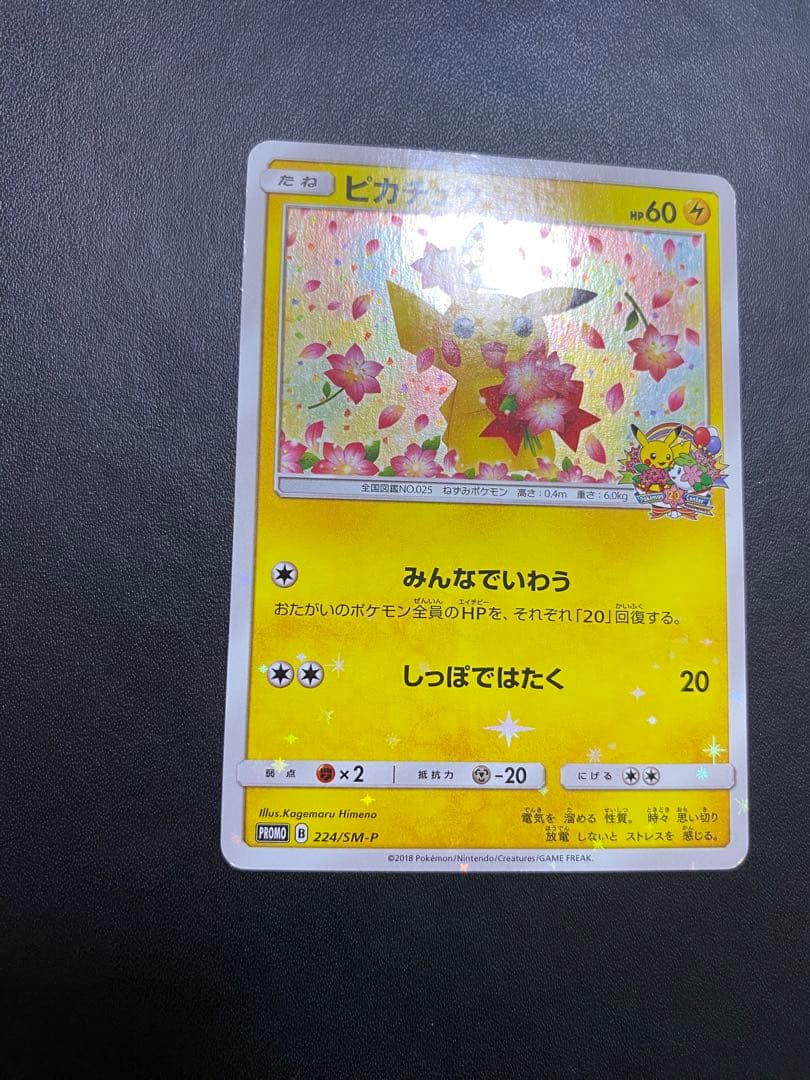 たね ピカチュウ HP60
Pokémon 20 Center
全国図鑑NO.025 ねずみポケモン 高さ:0.4m 重さ:6.0kg
みんなでいわう
おたがいのポケモン全員のHPを、それぞれ「20」回復する。
しっぽではたく 20
弱点 ×2 抵抗力 -20 にげる
Illus.Kagemaru Himeno
電気を 溜める 性質。 時々 思い切り
放電 しないと ストレスを 感じる。
PROMO B 224/SM-P
©2018 Pokémon/Nintendo/Creatures/GAME FREAK.